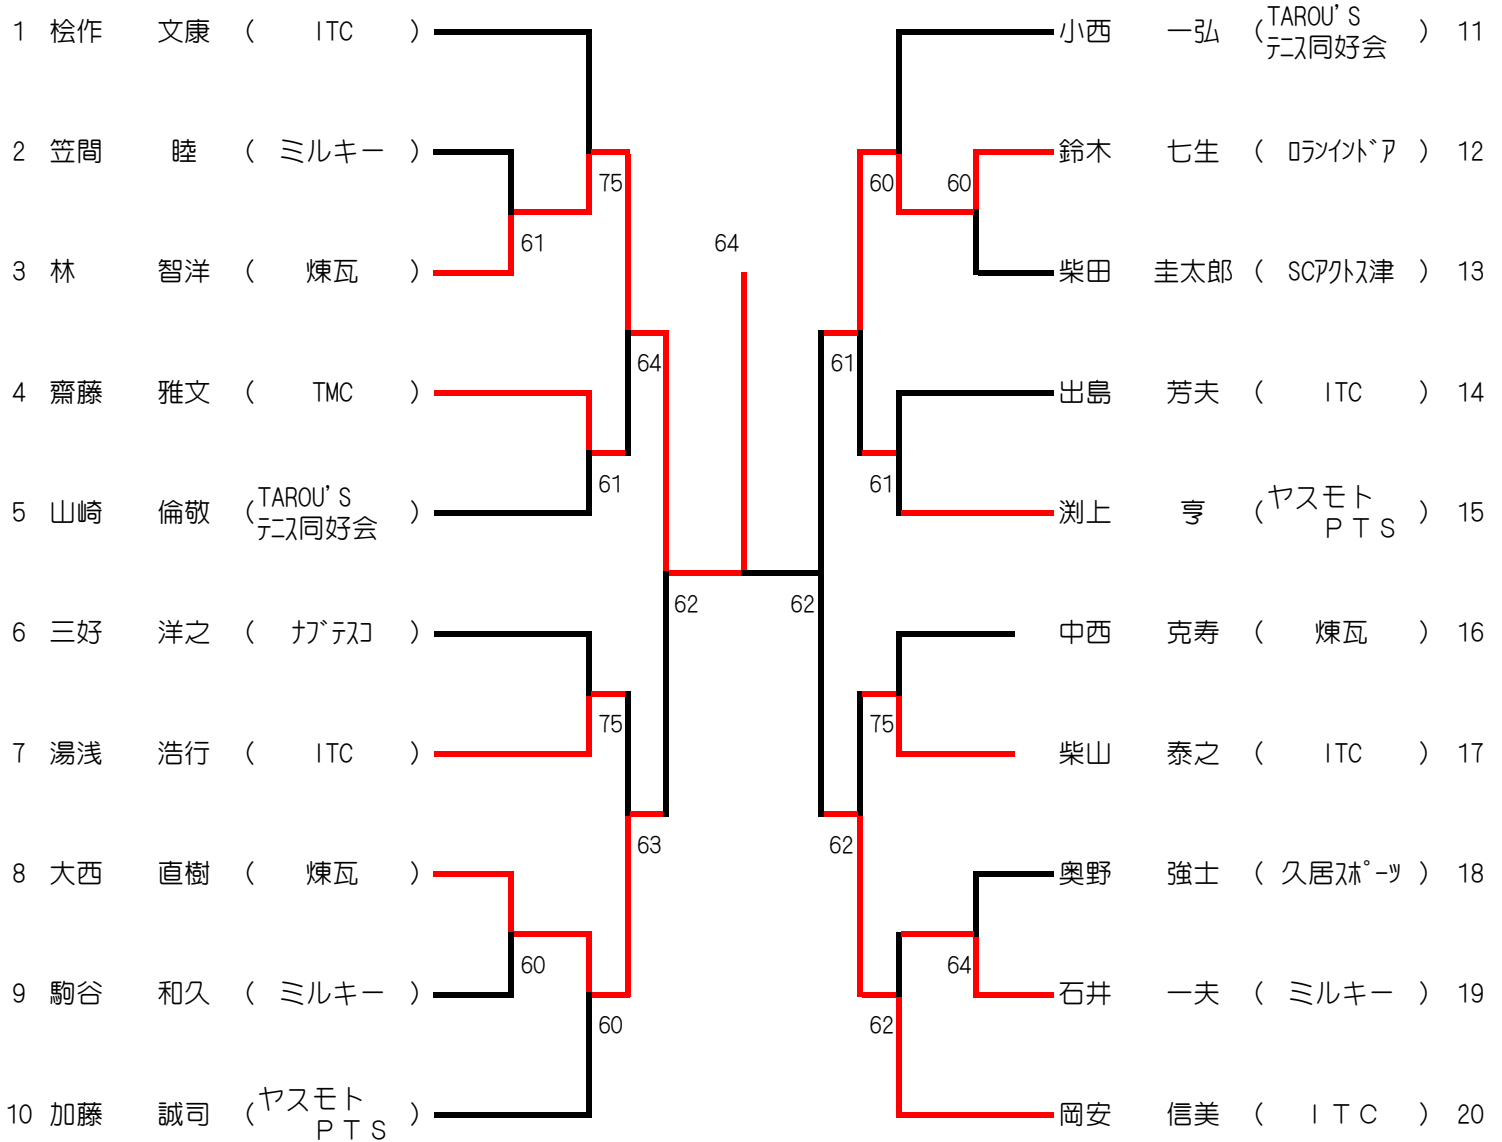 1 桧作 文康 ( ITC )
2 笠間 睦 ( ミルキー )
3 林 智洋 ( 煉瓦 )
4 齋藤 雅文 ( TMC )
5 山崎 倫敬 ( TAROU'S
ﾃﾆｽ同好会 )
6 三好 洋之 ( ﾅﾌﾞﾃｽｺ )
7 湯浅 浩行 ( ITC )
8 大西 直樹 ( 煉瓦 )
9 駒谷 和久 ( ミルキー )
10 加藤 誠司 ( ヤスモト
ＰＴＳ )
75
61
64
61
62
75
63
60
60
64
60
60
61
61
62
75
62
64
62
小西 一弘 ( TAROU'S
ﾃﾆｽ同好会 ) 11
鈴木 七生 ( ﾛﾗﾝｲﾝﾄﾞｱ ) 12
柴田 圭太郎 ( SCｱｸﾄｽ津 ) 13
出島 芳夫 ( ITC ) 14
渕上 亨 ( ヤスモト
ＰＴＳ ) 15
中西 克寿 ( 煉瓦 ) 16
柴山 泰之 ( ITC ) 17
奥野 強士 ( 久居ｽﾎﾟｰﾂ ) 18
石井 一夫 ( ミルキー ) 19
岡安 信美 ( ＩＴＣ ) 20